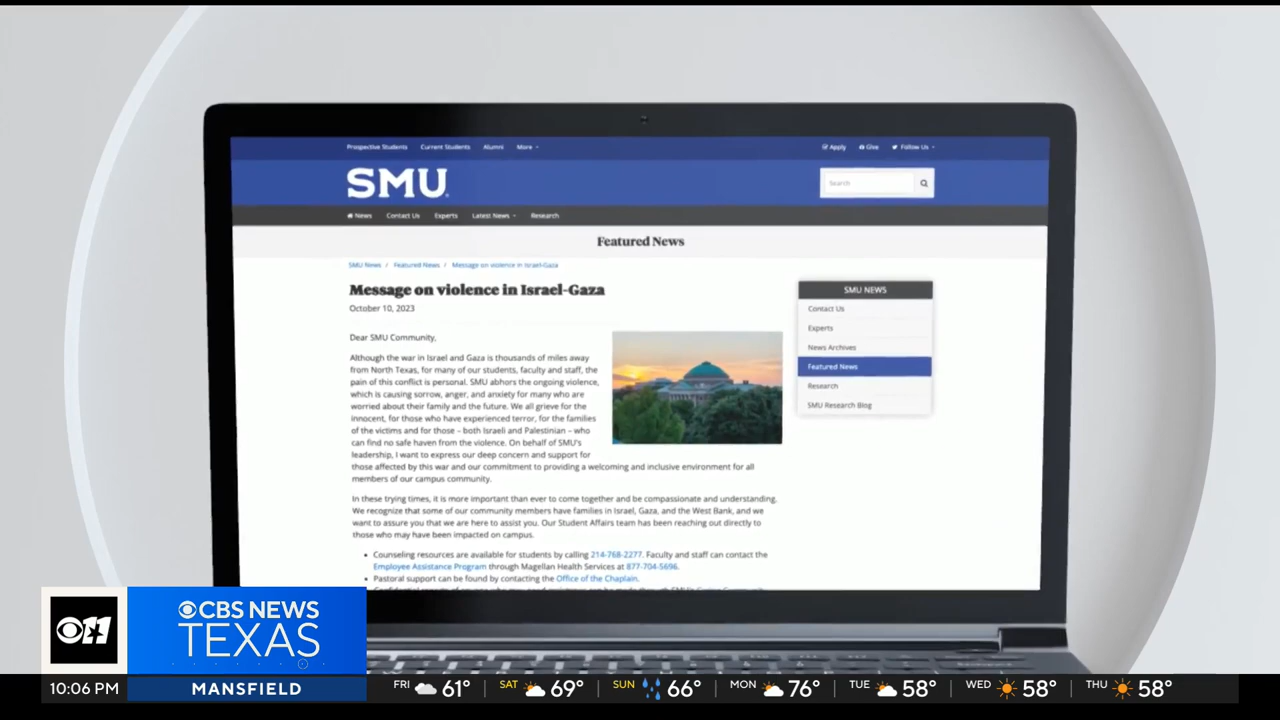 Prospective Students Current Students Alumni More
Apply Give Follow Us
SMU
Search
News Contact Us Experts Latest News Research
Featured News
SMU News / Featured News / Message on violence in Israel-Gaza
Message on violence in Israel-Gaza
October 10, 2023
Dear SMU Community,
Although the war in Israel and Gaza is thousands of miles away
from North Texas, for many of our students, faculty and staff, the
pain of this conflict is personal. SMU abhors the ongoing violence,
which is causing sorrow, anger, and anxiety for many who are
worried about their family and the future. We all grieve for the
innocent, for those who have experienced terror, for the families
of the victims and for those – both Israeli and Palestinian – who
can find no safe haven from the violence. On behalf of SMU's
leadership, I want to express our deep concern and support for
those affected by this war and our commitment to providing a welcoming and inclusive environment for all
members of our campus community.
In these trying times, it is more important than ever to come together and be compassionate and understanding.
We recognize that some of our community members have families in Israel, Gaza, and the West Bank, and we
want to assure you that we are here to assist you. Our Student Affairs team has been reaching out directly to
those who may have been impacted on campus.
• Counseling resources are available for students by calling 214-768-2277. Faculty and staff can contact the
Employee Assistance Program through Magellan Health Services at 877-704-5696.
• Pastoral support can be found by contacting the Office of the Chaplain.
SMU NEWS
Contact Us
Experts
News Archives
Featured News
Research
SMU Research Blog
11
CBS NEWS
TEXAS
10:06 PM MANSFIELD FRI 61° SAT 69° SUN 66° MON 76° TUE 58° WED 58° THU 58°